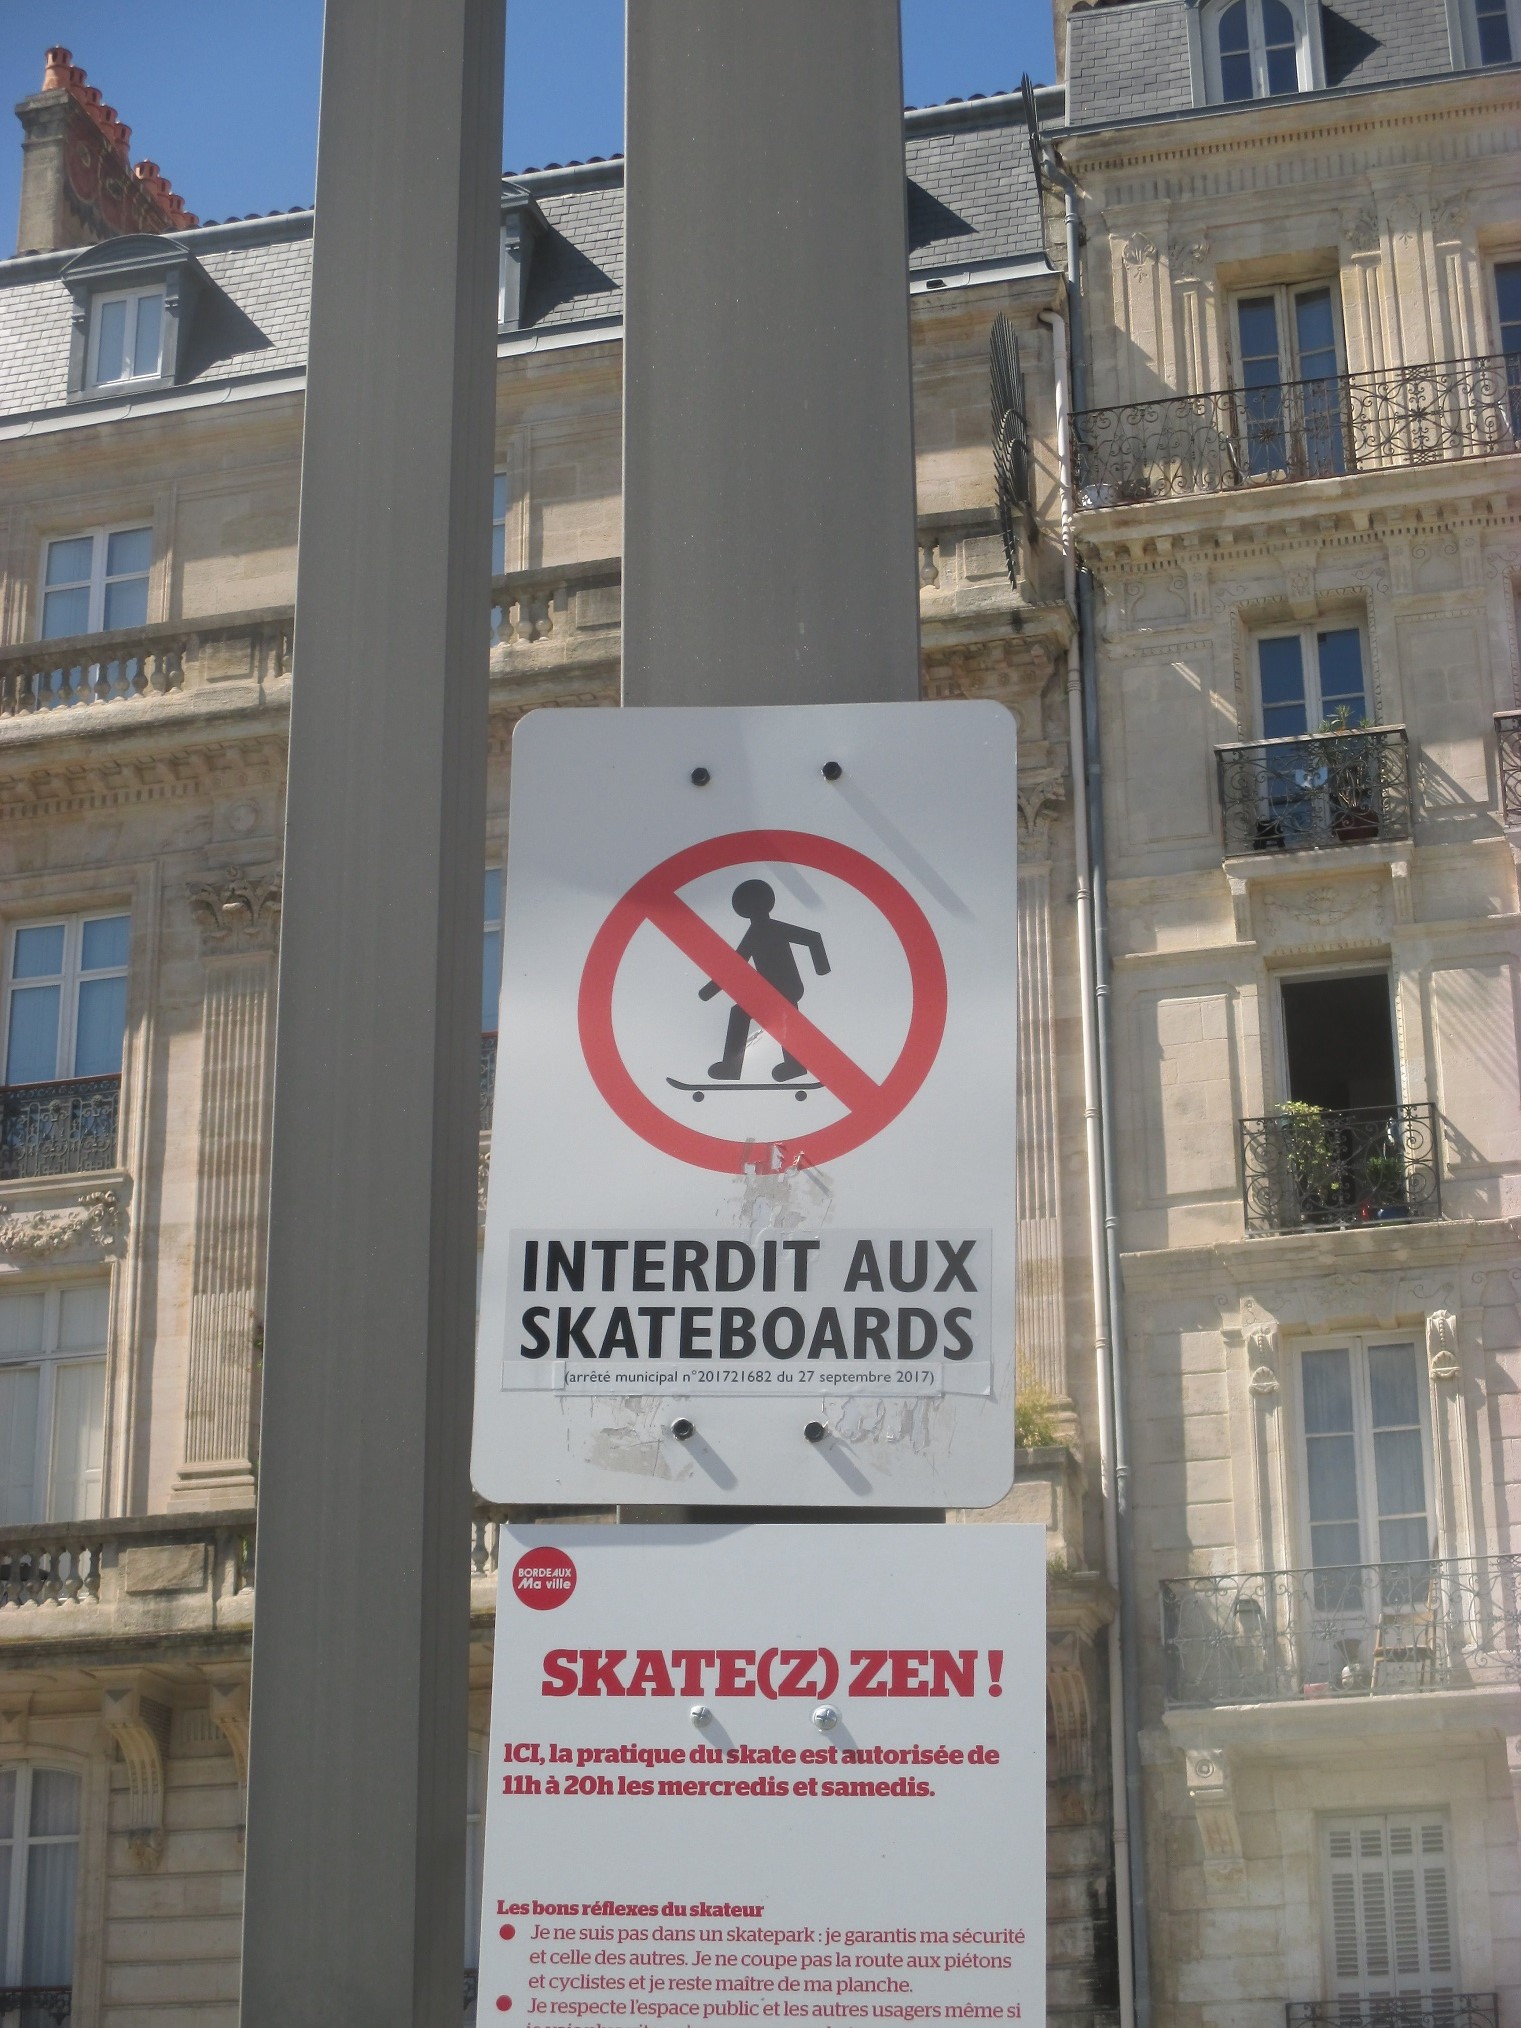 INTERDIT AUX
SKATEBOARDS
(arrêté municipal n°201721682 du 27 septembre 2017)
BORDEAUX
Ma ville
SKATE(Z) ZEN !
ICI, la pratique du skate est autorisée de
11h à 20h les mercredis et samedis.
Les bons réflexes du skateur
Je ne suis pas dans un skatepark : je garantis ma sécurité
et celle des autres. Je ne coupe pas la route aux piétons
et cyclistes et je reste maître de ma planche.
Je respecte l'espace public et les autres usagers même si